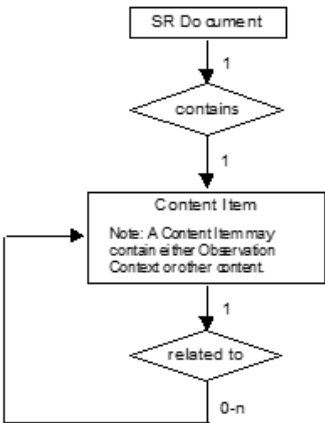 SR Document
1
contains
1
Content Item
Note: A Content Item may
contain either Observation
Context or other content.
1
related to
0-n